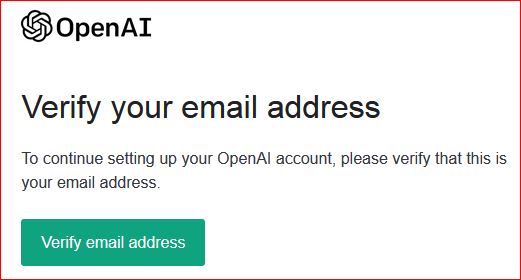 OpenAI
Verify your email address
To continue setting up your OpenAI account, please verify that this is
your email address.
Verify email address